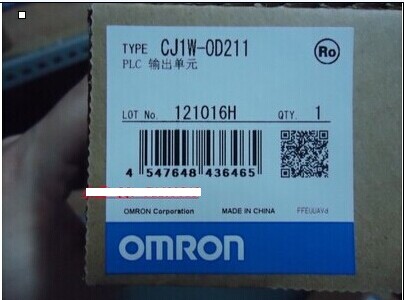 TYPE CJ1W-OD211
Ro
PLC 输出单元
LOT No. 121016H QTY. 1
4 547648 436465
OMRON Corporation MADE IN CHINA
OMRON